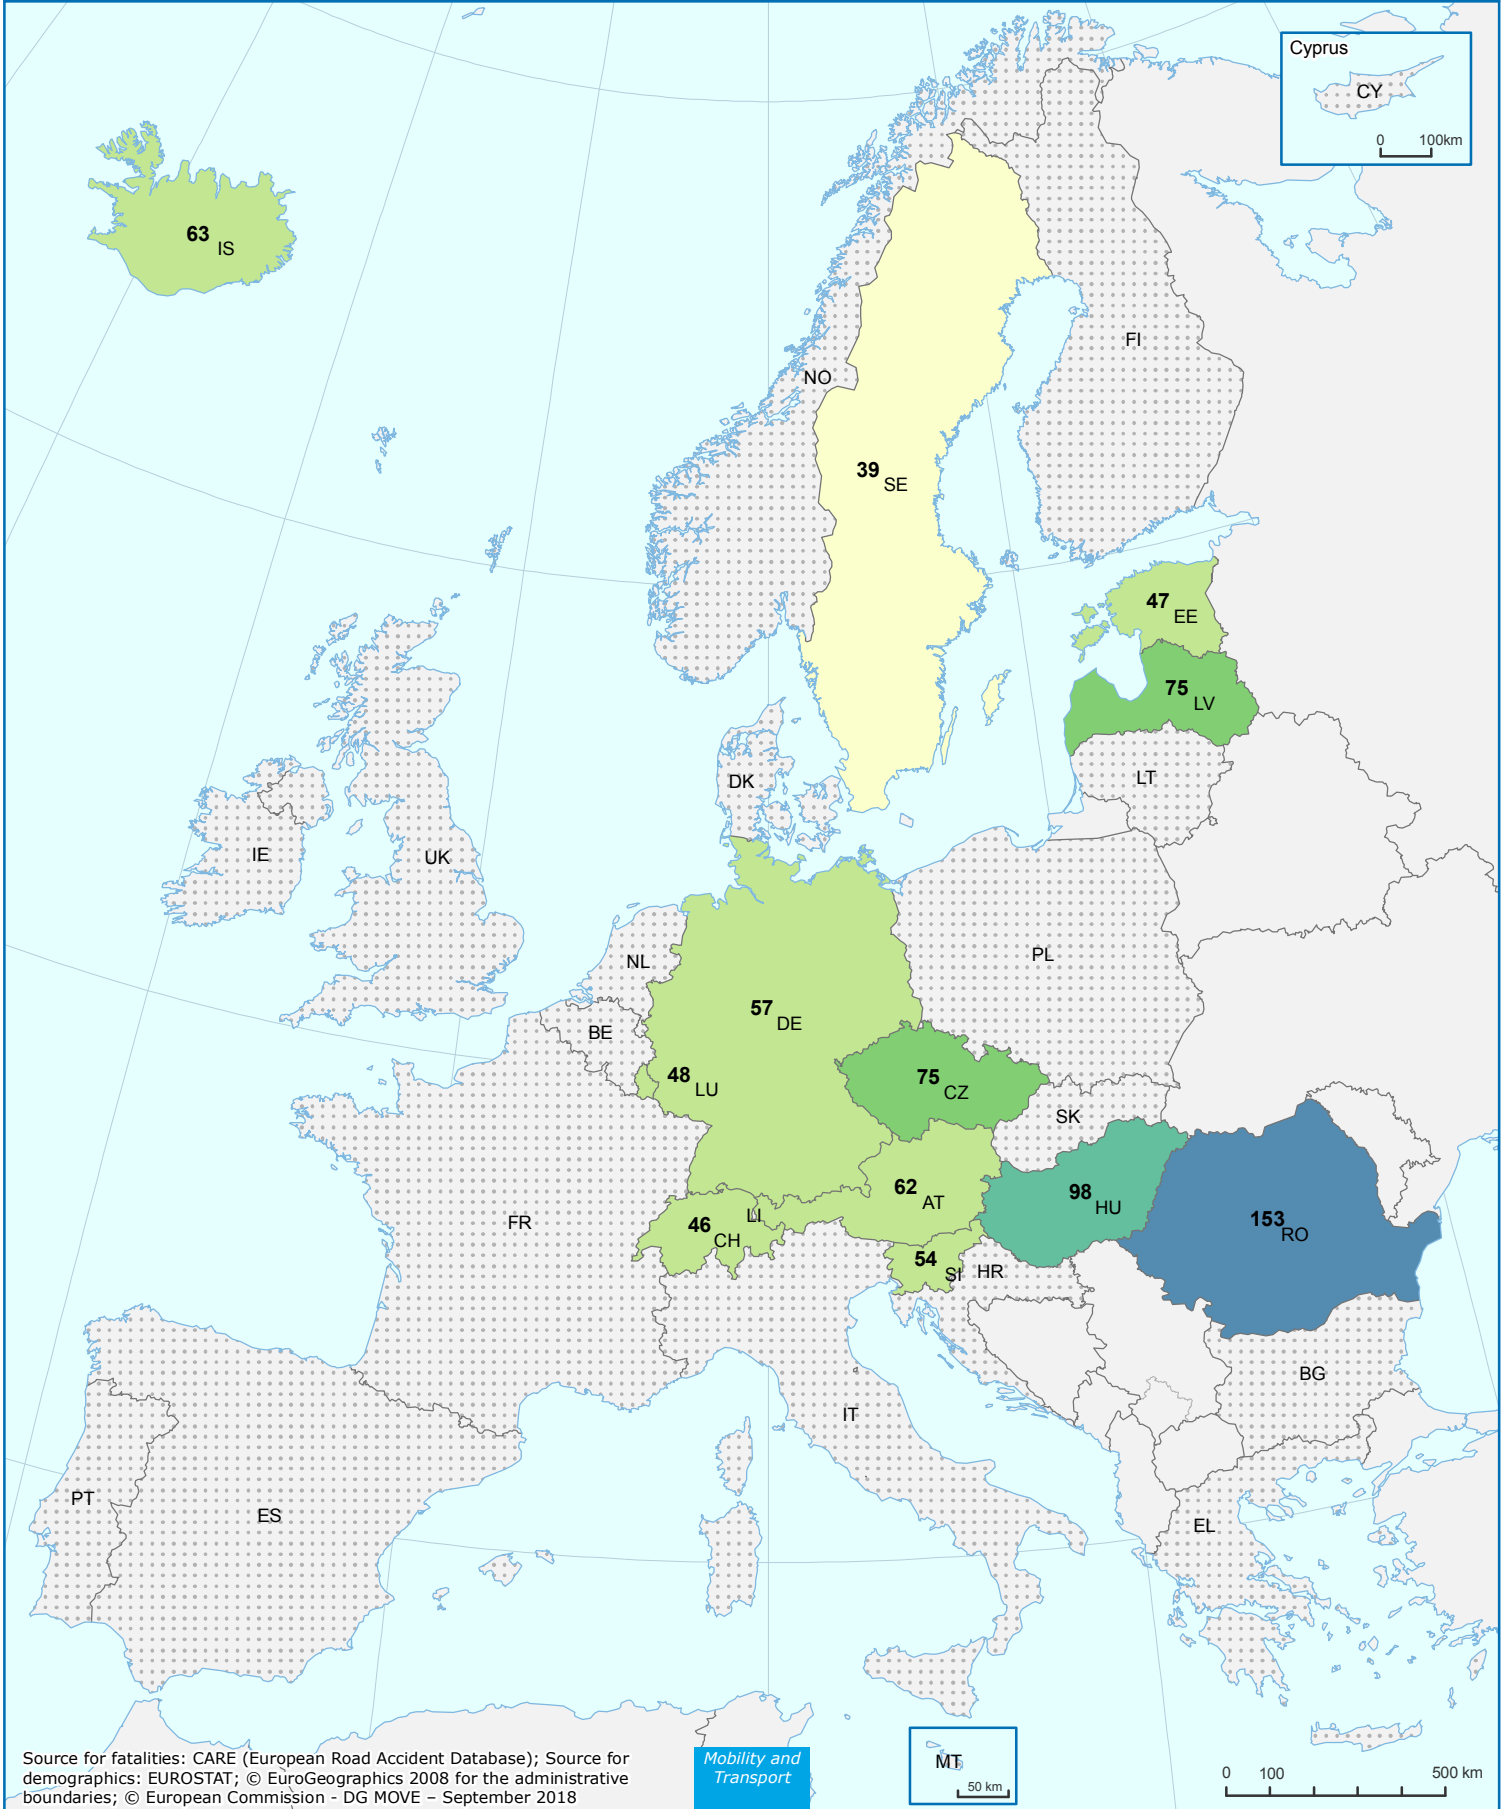 Cyprus
CY
0 100km
63 IS
FI
NO
39 SE
47 EE
75 LV
LT
DK
IE
UK
NL
PL
57 DE
BE
48 LU
75 CZ
SK
62 AT
98 HU
153 RO
LI
46 CH
FR
54 SI
HR
BG
IT
PT
ES
EL
Source for fatalities: CARE (European Road Accident Database); Source for
demographics: EUROSTAT; © EuroGeographics 2008 for the administrative
boundaries; © European Commission - DG MOVE – September 2018
Mobility and
Transport
MT
50 km
0 100 500 km